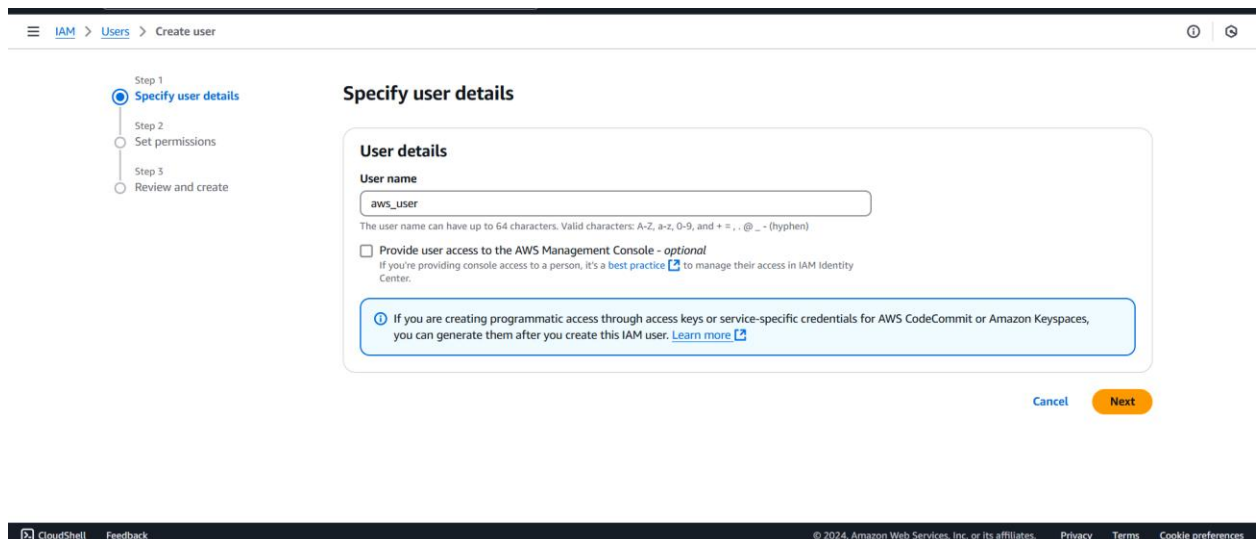 IAM > Users > Create user
Step 1
Specify user details
Step 2
Set permissions
Step 3
Review and create
Specify user details
User details
User name
aws_user
The user name can have up to 64 characters. Valid characters: A-Z, a-z, 0-9, and + = , . @ _ - (hyphen)
Provide user access to the AWS Management Console - optional
If you're providing console access to a person, it's a best practice to manage their access in IAM Identity
Center.
If you are creating programmatic access through access keys or service-specific credentials for AWS CodeCommit or Amazon Keyspaces,
you can generate them after you create this IAM user. Learn more
Cancel Next
CloudShell Feedback © 2024, Amazon Web Services, Inc. or its affiliates. Privacy Terms Cookie preferences